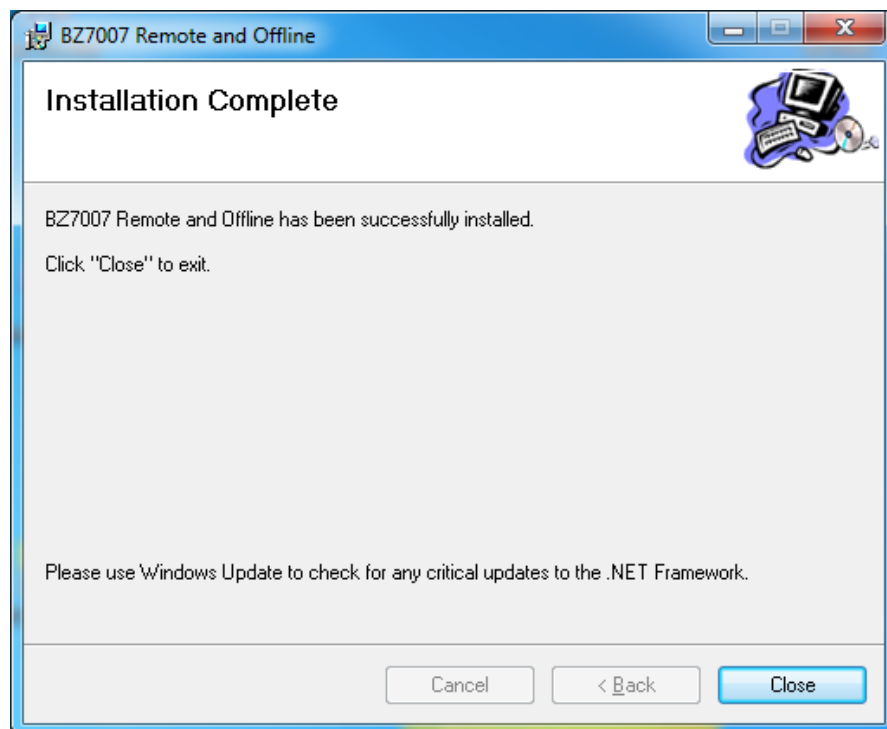 BZ7007 Remote and Offline
Installation Complete
BZ7007 Remote and Offline has been successfully installed.
Click "Close" to exit.
Please use Windows Update to check for any critical updates to the .NET Framework.
Cancel
< Back
Close